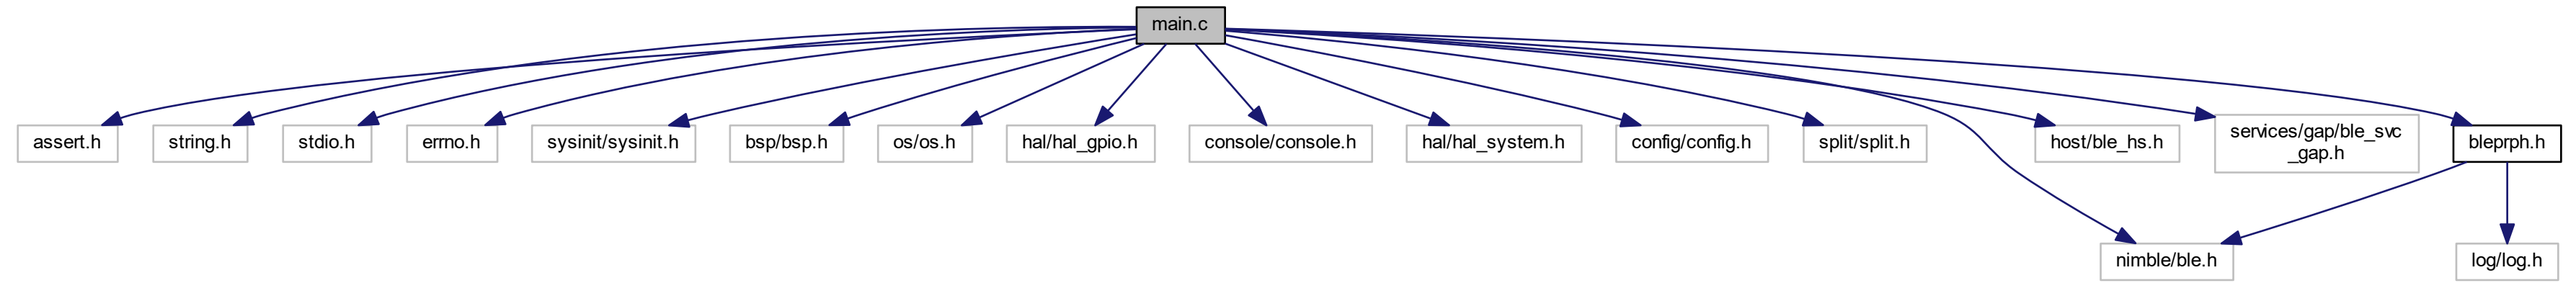 main.c
assert.h
string.h
stdio.h
errno.h
sysinit/sysinit.h
bsp/bsp.h
os/os.h
hal/hal_gpio.h
console/console.h
hal/hal_system.h
config/config.h
split/split.h
host/ble_hs.h
services/gap/ble_svc
_gap.h
bleprph.h
nimble/ble.h
log/log.h